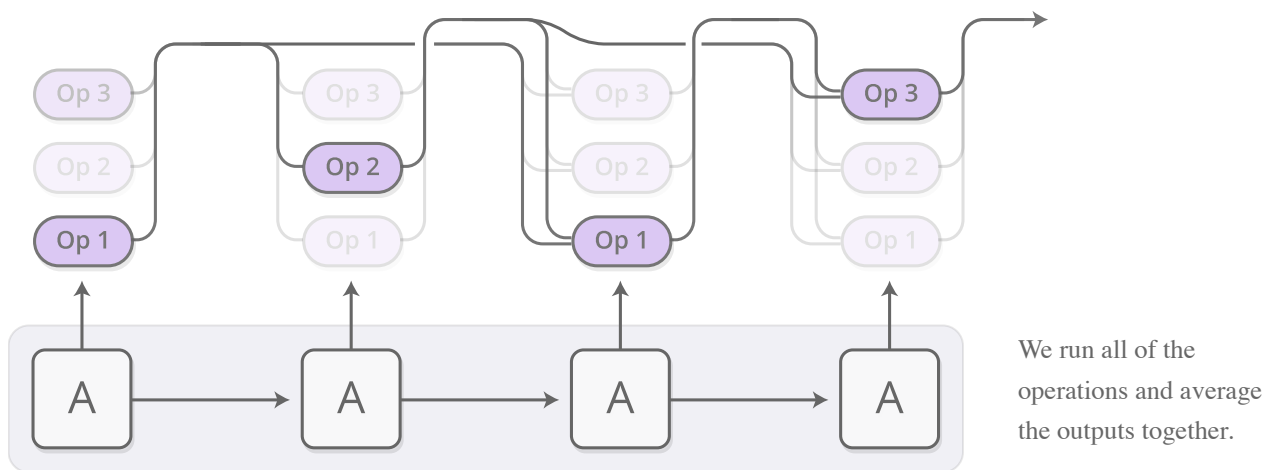 Op 3
Op 3
Op 3
Op 3
Op 2
Op 2
Op 2
Op 2
Op 1
Op 1
Op 1
Op 1
A
A
A
A
We run all of the
operations and average
the outputs together.